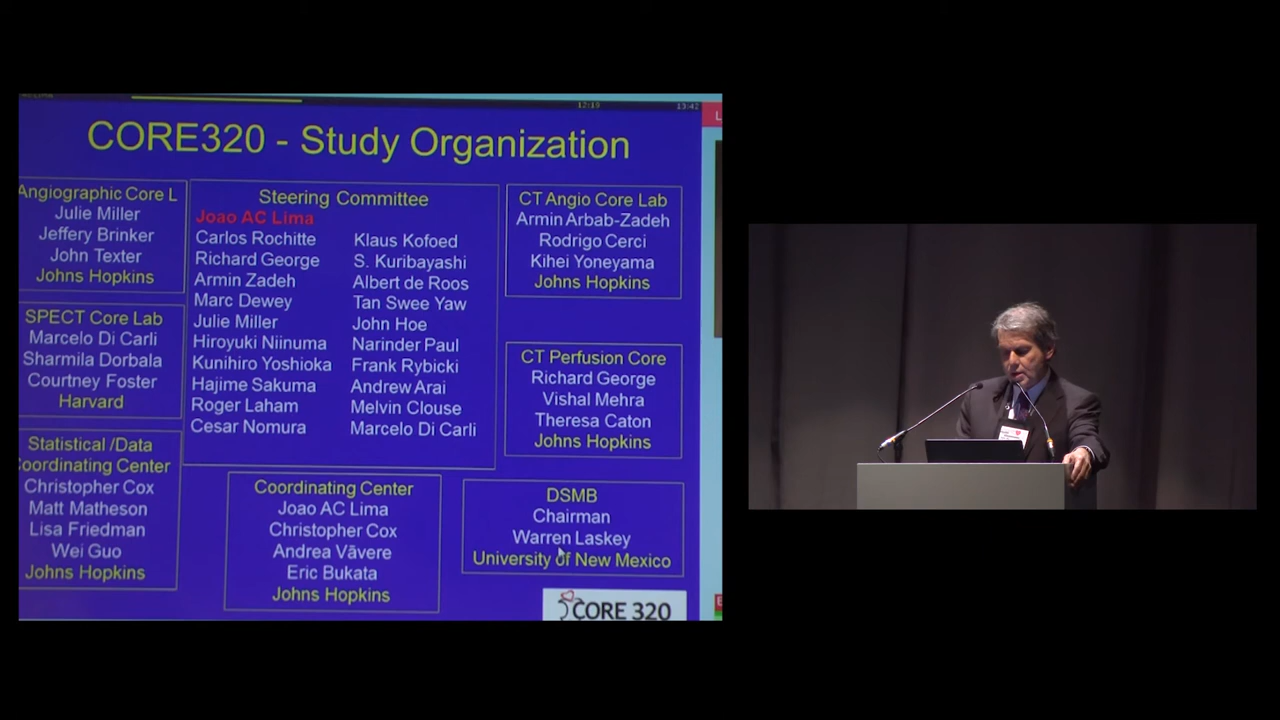 12:19
13:42
CORE320 - Study Organization
Angiographic Core L
Julie Miller
Jeffery Brinker
John Texter
Johns Hopkins
SPECT Core Lab
Marcelo Di Carli
Sharmila Dorbala
Courtney Foster
Harvard
Statistical /Data
Coordinating Center
Christopher Cox
Matt Matheson
Lisa Friedman
Wei Guo
Johns Hopkins
Steering Committee
Joao AC Lima
Carlos Rochitte
Richard George
Armin Zadeh
Marc Dewey
Julie Miller
Hiroyuki Niinuma
Kunihiro Yoshioka
Hajime Sakuma
Roger Laham
Cesar Nomura
Klaus Kofoed
S. Kuribayashi
Albert de Roos
Tan Swee Yaw
John Hoe
Narinder Paul
Frank Rybicki
Andrew Arai
Melvin Clouse
Marcelo Di Carli
Coordinating Center
Joao AC Lima
Christopher Cox
Andrea Vāvere
Eric Bukata
Johns Hopkins
CT Angio Core Lab
Armin Arbab-Zadeh
Rodrigo Cerci
Kihei Yoneyama
Johns Hopkins
CT Perfusion Core
Richard George
Vishal Mehra
Theresa Caton
Johns Hopkins
DSMB
Chairman
Warren Laskey
University of New Mexico
CORE 320